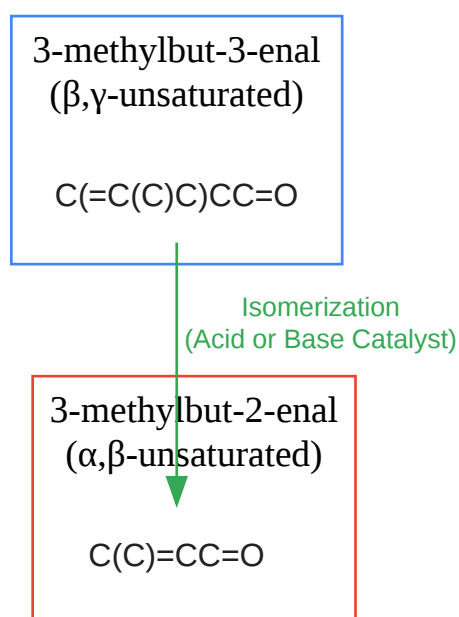 3-methylbut-3-enal
(β,γ-unsaturated)
C(=C(C)C)CC=O
Isomerization
(Acid or Base Catalyst)
3-methylbut-2-enal
(α,β-unsaturated)
C(C)=CC=O